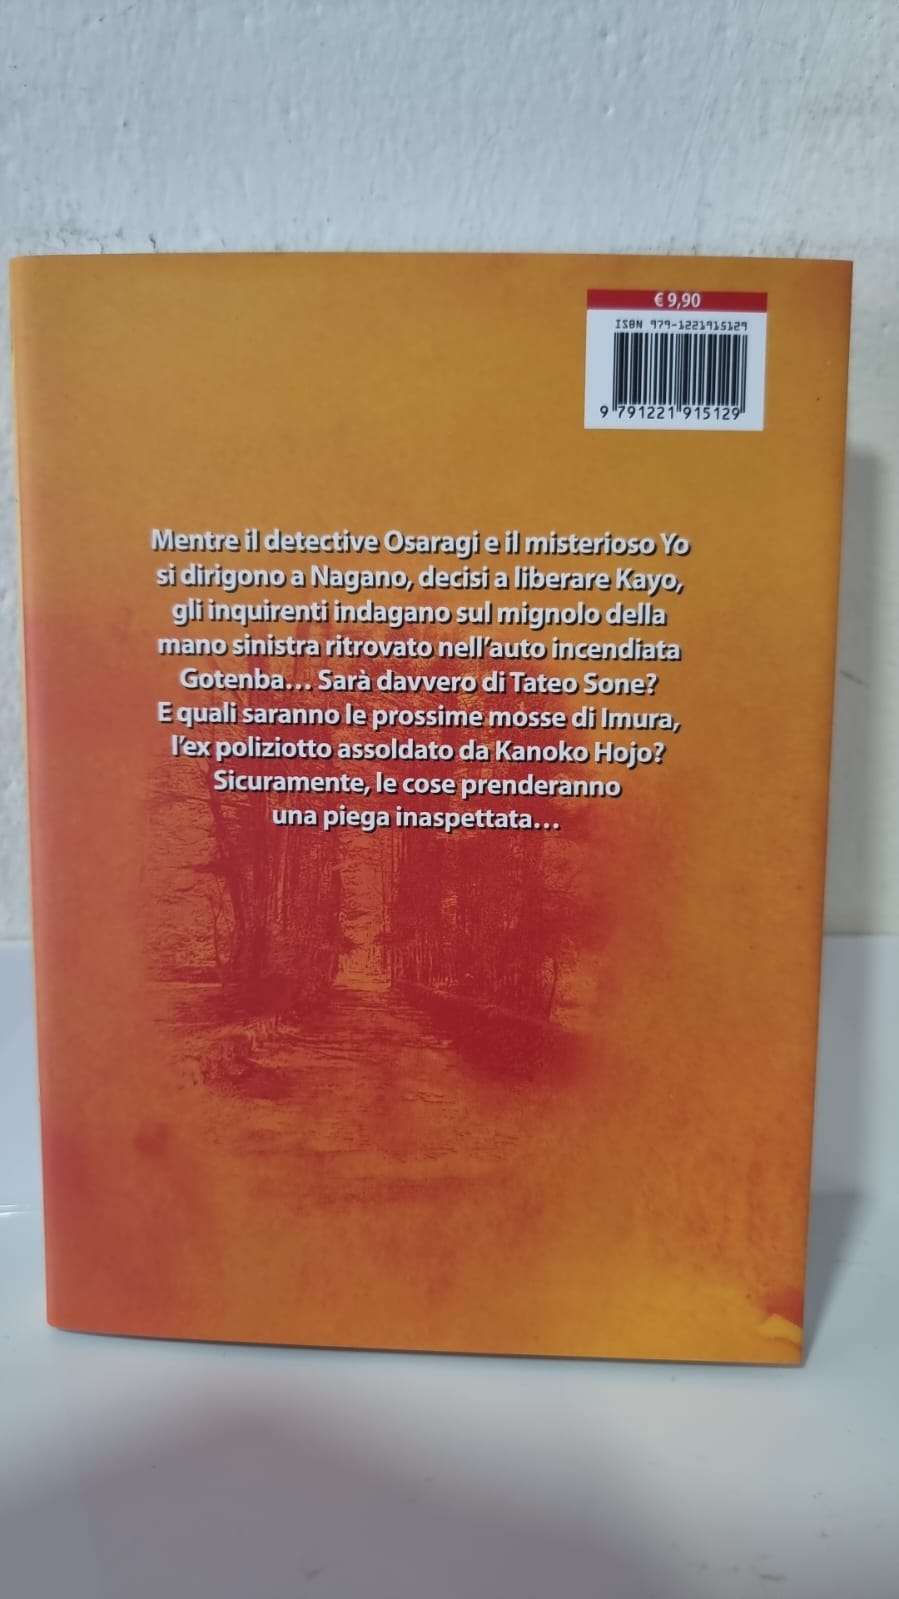 € 9,90
ISBN 979-1221915129
9 791221 915129
Mentre il detective Osaragi e il misterioso Yo
si dirigono a Nagano, decisi a liberare Kayo,
gli inquirenti indagano sul mignolo della
mano sinistra ritrovato nell'auto incendiata
Gotenba... Sarà davvero di Tateo Sone?
E quali saranno le prossime mosse di Imura,
l'ex poliziotto assoldato da Kanoko Hojo?
Sicuramente, le cose prenderanno
una piega inaspettata...